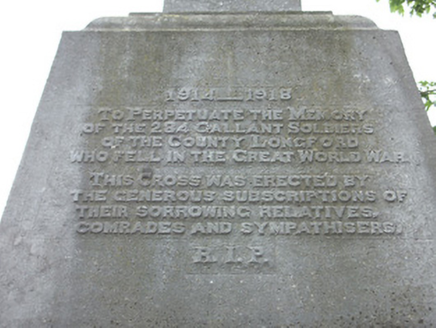 1914 — 1918
TO PERPETUATE THE MEMORY
OF THE 284 GALLANT SOLDIERS
OF THE COUNTY LONGFORD
WHO FELL IN THE GREAT WORLD WAR
THIS CROSS WAS ERECTED BY
THE GENEROUS SUBSCRIPTIONS OF
THEIR SORROWING RELATIVES,
COMRADES AND SYMPATHISERS.
R.I.P.